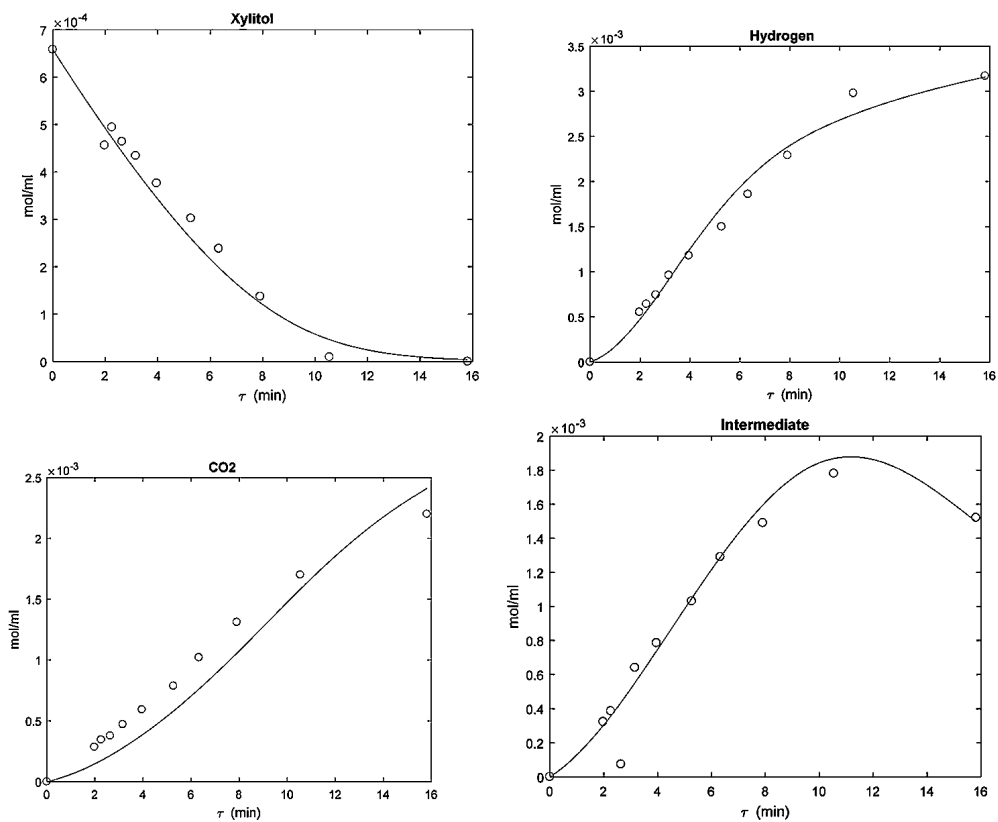 Xylitol
×10⁻⁴
7
6
5
4
3
2
1
0
mol/ml
0 2 4 6 8 10 12 14 16
τ (min)
Hydrogen
×10⁻³
3.5
3
2.5
2
1.5
1
0.5
0
mol/ml
0 2 4 6 8 10 12 14 16
τ (min)
CO2
×10⁻³
2.5
2
1.5
1
0.5
0
mol/ml
0 2 4 6 8 10 12 14 16
τ (min)
Intermediate
×10⁻³
2
1.8
1.6
1.4
1.2
1
0.8
0.6
0.4
0.2
0
mol/ml
0 2 4 6 8 10 12 14 16
τ (min)